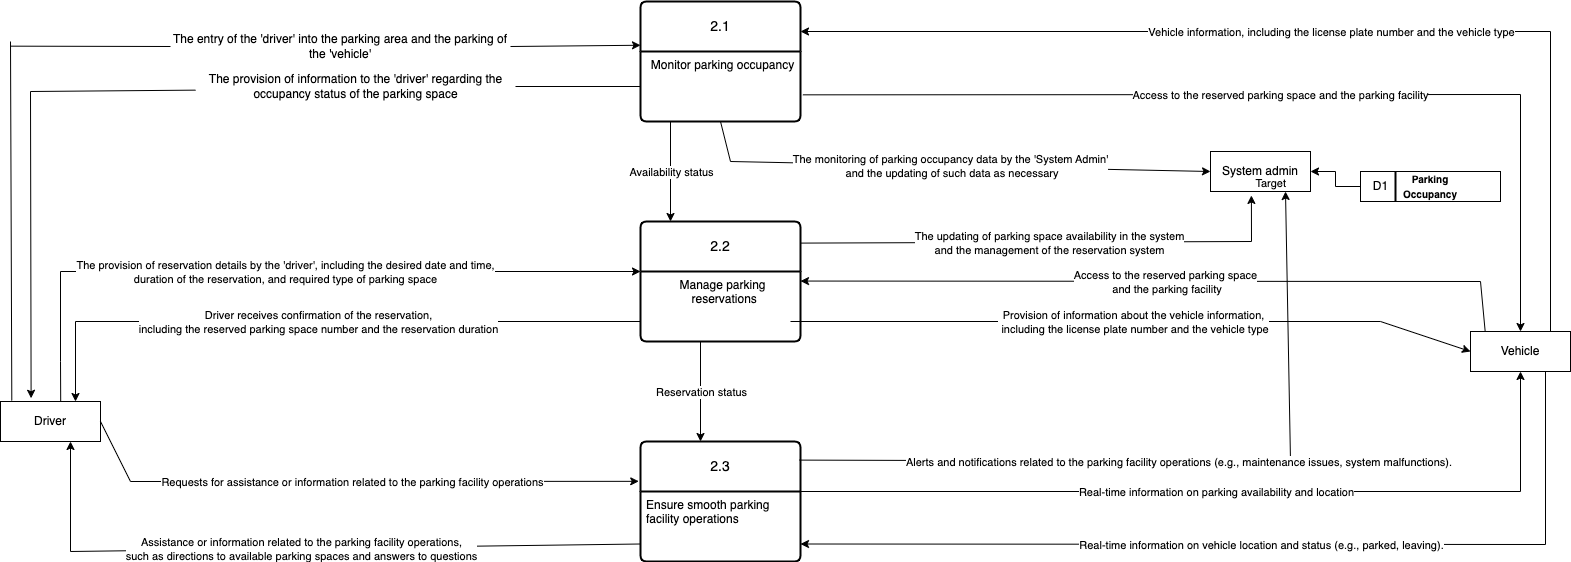 2.1
The entry of the 'driver' into the parking area and the parking of
the 'vehicle'
Vehicle information, including the license plate number and the vehicle type
Monitor parking occupancy
The provision of information to the 'driver' regarding the
occupancy status of the parking space
Access to the reserved parking space and the parking facility
Availability status
The monitoring of parking occupancy data by the 'System Admin'
and the updating of such data as necessary
System admin
Target
D1
Parking
Occupancy
2.2
The updating of parking space availability in the system
and the management of the reservation system
The provision of reservation details by the 'driver', including the desired date and time,
duration of the reservation, and required type of parking space
Manage parking
reservations
Access to the reserved parking space
and the parking facility
Driver receives confirmation of the reservation,
including the reserved parking space number and the reservation duration
Provision of information about the vehicle information,
including the license plate number and the vehicle type
Vehicle
Reservation status
Driver
2.3
Alerts and notifications related to the parking facility operations (e.g., maintenance issues, system malfunctions).
Requests for assistance or information related to the parking facility operations
Real-time information on parking availability and location
Ensure smooth parking
facility operations
Assistance or information related to the parking facility operations,
such as directions to available parking spaces and answers to questions
Real-time information on vehicle location and status (e.g., parked, leaving).